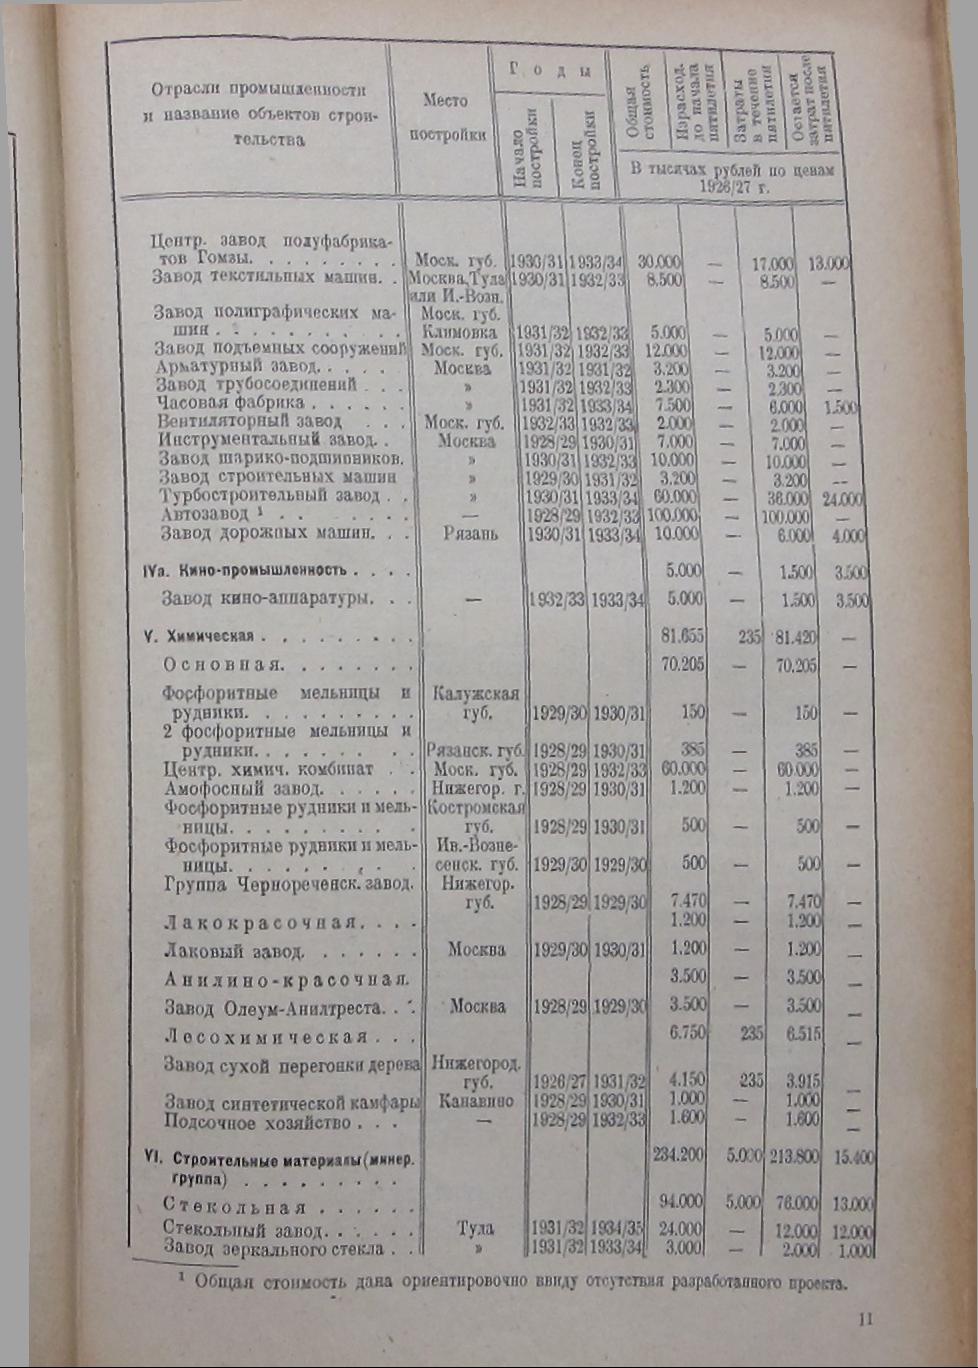 Отрасли промышленности и название объектов строительства | Место постройки | Годы: Начало постройки | Конец постройки | Общая стоимость | Израсход. до начала пятилетия | Затраты в течение пятилетия | Остается затрат после пятилетия
В тысячах рублей по ценам 1926/27 г.
Центр. завод полуфабрика-
тов Гомзы. . . . . . . . . Моск. губ. 1930/31 1933/34 30.000 — 17.000 13.000
Завод текстильных машин. . Москва, Тула 1930/31 1932/33 8.500 — 8.500 —
или И.-Возн.
Завод полиграфических ма- Моск. губ.
шин . . . . . . . . . . Климовка 1931/32 1932/33 5.000 — 5.000 —
Завод подъемных сооружений Моск. губ. 1931/32 1932/33 12.000 — 12.000 —
Арматурный завод. . . . . Москва 1931/32 1931/32 3.200 — 3.200 —
Завод трубосоединений . . . » 1931/32 1932/33 2.300 — 2.300 —
Часовая фабрика . . . . . . » 1931/32 1933/34 7.500 — 6.000 1.500
Вентиляторный завод . . . Моск. губ. 1932/33 1932/33 2.000 — 2.000 —
Инструментальный завод. . Москва 1928/29 1930/31 7.000 — 7.000 —
Завод шарико-подшипников. » 1930/31 1932/33 10.000 — 10.000 —
Завод строительных машин » 1929/30 1931/32 3.200 — 3.200 —
Турбостроительный завод . . » 1930/31 1933/34 60.000 — 36.000 24.000
Автозавод ¹ . . . . . . — 1928/29 1932/33 100.000 — 100.000 —
Завод дорожных машин. . . Рязань 1930/31 1933/34 10.000 — 6.000 4.000
IVа. Кино-промышленность . . . . 5.000 — 1.500 3.500
Завод кино-аппаратуры. . . — 1932/33 1933/34 5.000 — 1.500 3.500
V. Химическая . . . . . . . . . 81.655 235 81.420 —
Основная. . . . . . . . 70.205 — 70.205 —
Фосфоритные мельницы и Калужская
рудники. . . . . . . . . . губ. 1929/30 1930/31 150 — 150 —
2 фосфоритные мельницы и
рудники. . . . . . . . . Рязанск. губ. 1928/29 1930/31 385 — 385 —
Центр. химич. комбинат . . Моск. губ. 1928/29 1932/33 60.000 — 60.000 —
Амофосный завод. . . . . . Нижегор. г. 1928/29 1930/31 1.200 — 1.200 —
Фосфоритные рудники и мель- Костромская
ницы. . . . . . . . . . губ. 1928/29 1930/31 500 — 500 —
Фосфоритные рудники и мель- Ив.-Возне-
ницы. . . . . . . . . сенск. губ. 1929/30 1929/30 500 — 500 —
Группа Чернореченск. завод. Нижегор.
губ. 1928/29 1929/30 7.470 — 7.470 —
Лакокрасочная. . . . 1.200 — 1.200 —
Лаковый завод. . . . . . . Москва 1929/30 1930/31 1.200 — 1.200 —
Анилино-красочная. 3.500 — 3.500 —
Завод Олеум-Анилтреста. . . Москва 1928/29 1929/30 3.500 — 3.500 —
Лесохимическая . . . 6.750 235 6.515 —
Завод сухой перегонки дерева Нижегород.
губ. 1926/27 1931/32 4.150 235 3.915 —
Завод синтетической камфары Канавино 1928/29 1930/31 1.000 — 1.000 —
Подсочное хозяйство . . . — 1928/29 1932/33 1.600 — 1.600 —
VI. Строительные материалы (минер. 234.200 5.000 213.800 15.400
группа) . . . . . . . . .
Стекольная . . . . . . 94.000 5.000 76.000 13.000
Стекольный завод. . . . . . Тула 1931/32 1934/35 24.000 — 12.000 12.000
Завод зеркального стекла . . » 1931/32 1933/34 3.000 — 2.000 1.000
¹ Общая стоимость дана ориентировочно ввиду отсутствия разработанного проекта.
11